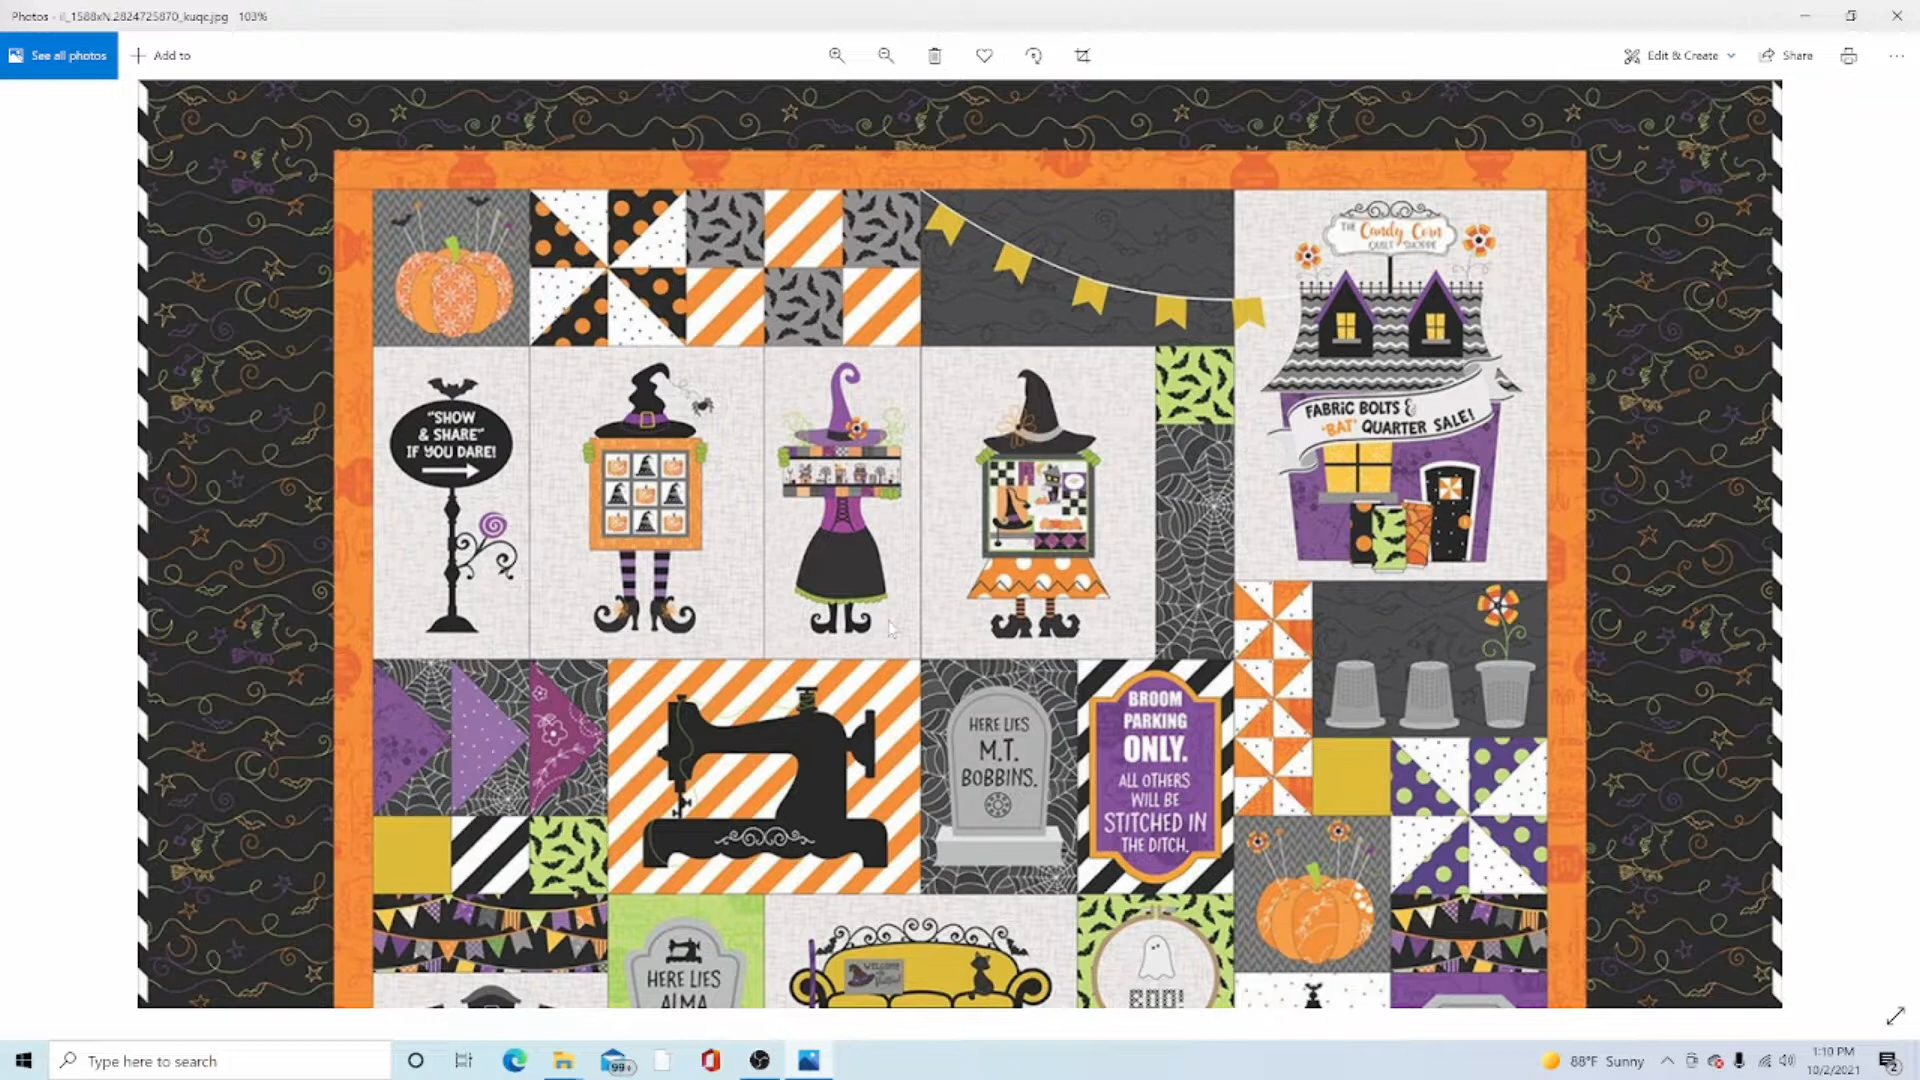 Photos - il_1588xN.2824725870_kuqc.jpg 103%
See all photos
Add to
Edit & Create
Share
THE Candy Corn
QUILT SHOPPE
"SHOW
& SHARE"
IF YOU DARE!
FABRIC BOLTS &
'BAT' QUARTER SALE!
HERE LIES
M.T.
BOBBINS.
BROOM
PARKING
ONLY.
ALL OTHERS
WILL BE
STITCHED IN
THE DITCH.
HERE LIES
ALMA
WELCOME
BOO!
Type here to search
99+
88°F Sunny
1:10 PM
10/2/2021
2